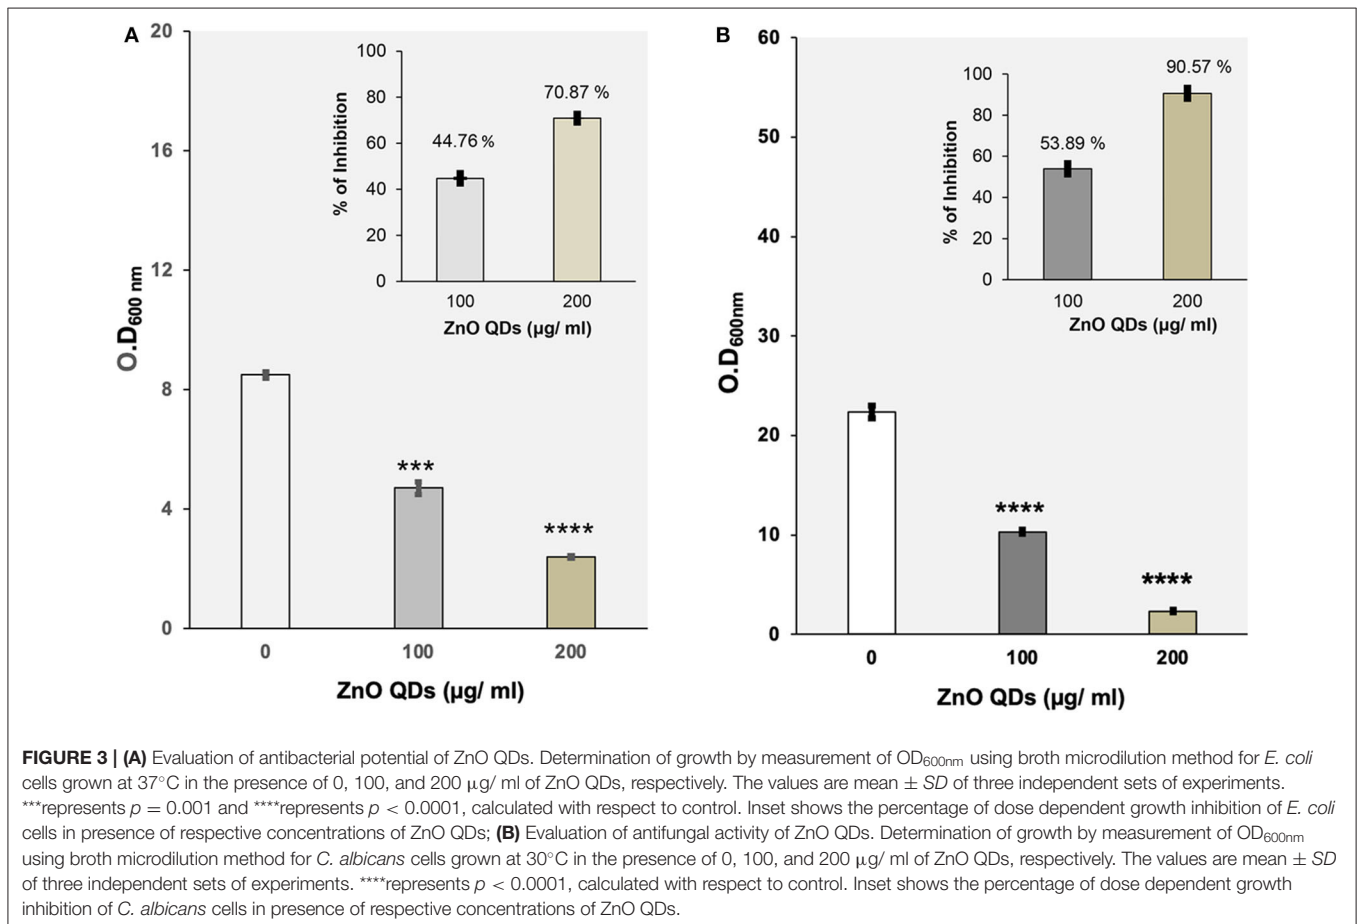 A
20
16
12
8
4
0
O.D600 nm
0
100
200
ZnO QDs (µg/ ml)
***
****
100
80
60
40
20
0
% of Inhibition
44.76 %
70.87 %
100
200
ZnO QDs (µg/ ml)
B
60
50
40
30
20
10
0
O.D600nm
0
100
200
ZnO QDs (µg/ ml)
****
****
100
80
60
40
20
0
% of Inhibition
53.89 %
90.57 %
100
200
ZnO QDs (µg/ ml)
FIGURE 3 | (A) Evaluation of antibacterial potential of ZnO QDs. Determination of growth by measurement of OD600nm using broth microdilution method for E. coli
cells grown at 37°C in the presence of 0, 100, and 200 µg/ ml of ZnO QDs, respectively. The values are mean ± SD of three independent sets of experiments.
***represents p = 0.001 and ****represents p < 0.0001, calculated with respect to control. Inset shows the percentage of dose dependent growth inhibition of E. coli
cells in presence of respective concentrations of ZnO QDs; (B) Evaluation of antifungal activity of ZnO QDs. Determination of growth by measurement of OD600nm
using broth microdilution method for C. albicans cells grown at 30°C in the presence of 0, 100, and 200 µg/ ml of ZnO QDs, respectively. The values are mean ± SD
of three independent sets of experiments. ****represents p < 0.0001, calculated with respect to control. Inset shows the percentage of dose dependent growth
inhibition of C. albicans cells in presence of respective concentrations of ZnO QDs.